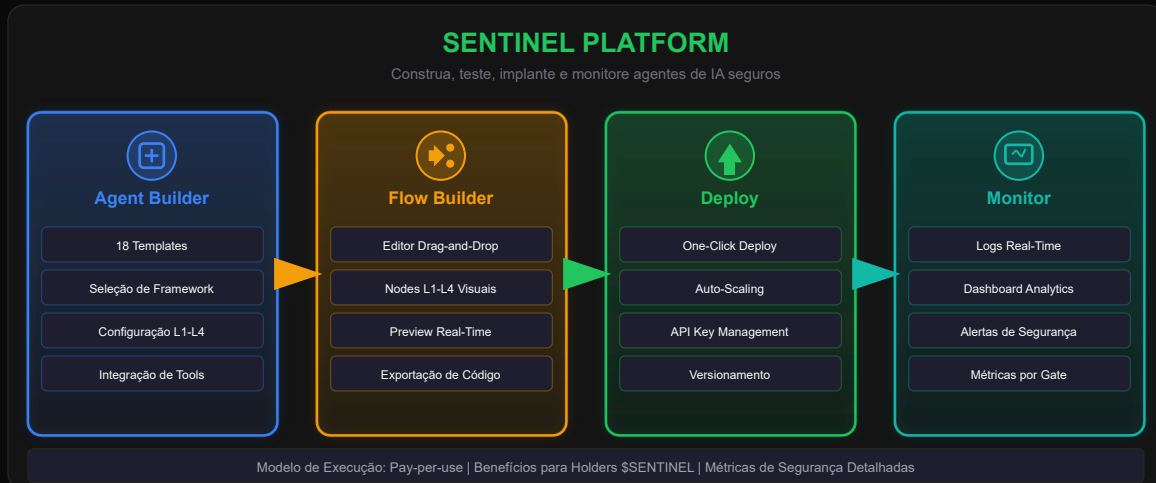 SENTINEL PLATFORM
Construa, teste, implante e monitore agentes de IA seguros
Agent Builder
18 Templates
Seleção de Framework
Configuração L1-L4
Integração de Tools
Flow Builder
Editor Drag-and-Drop
Nodes L1-L4 Visuais
Preview Real-Time
Exportação de Código
Deploy
One-Click Deploy
Auto-Scaling
API Key Management
Versionamento
Monitor
Logs Real-Time
Dashboard Analytics
Alertas de Segurança
Métricas por Gate
Modelo de Execução: Pay-per-use | Benefícios para Holders $SENTINEL | Métricas de Segurança Detalhadas